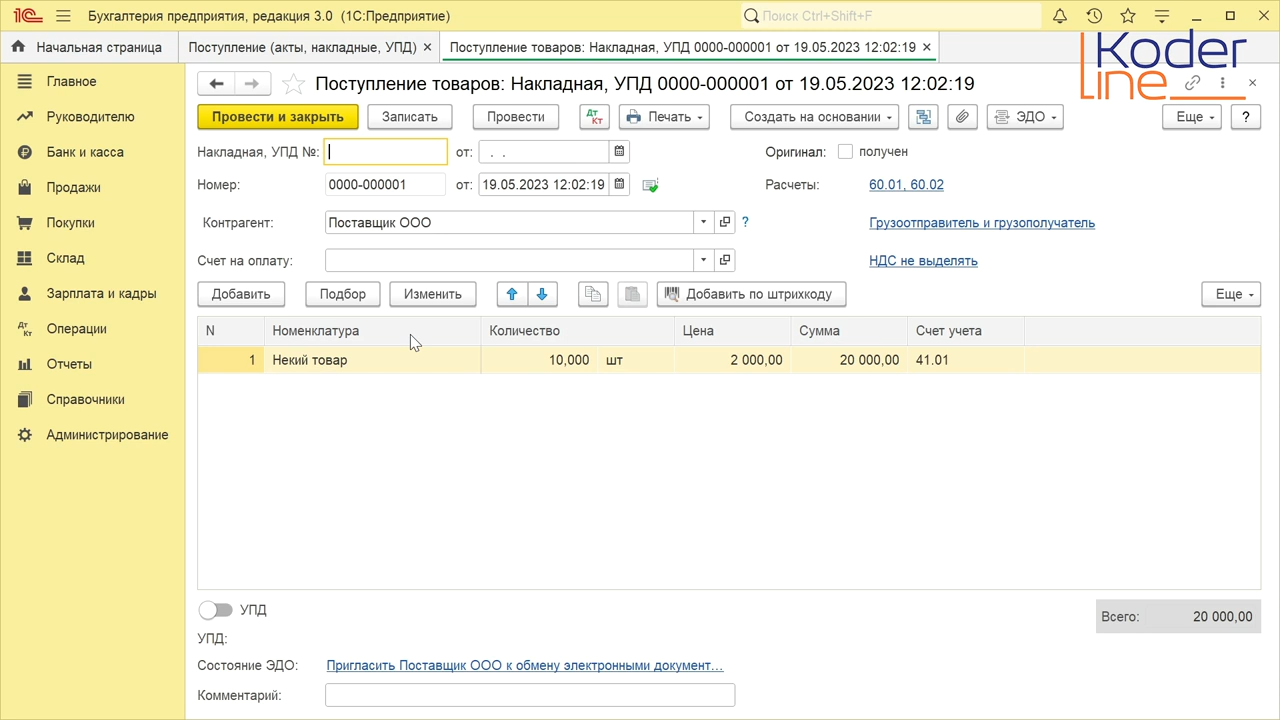 1С Бухгалтерия предприятия, редакция 3.0 (1С:Предприятие) Поиск Ctrl+Shift+F
Начальная страница Поступление (акты, накладные, УПД) × Поступление товаров: Накладная, УПД 0000-000001 от 19.05.2023 12:02:19 ×
Koder
line
Главное
Руководителю
Банк и касса
Продажи
Покупки
Склад
Зарплата и кадры
Дт Кт Операции
Отчеты
Справочники
Администрирование
Поступление товаров: Накладная, УПД 0000-000001 от 19.05.2023 12:02:19
Провести и закрыть Записать Провести Дт Кт Печать Создать на основании ЭДО Еще ?
Накладная, УПД №: от: . . Оригинал: получен
Номер: 0000-000001 от: 19.05.2023 12:02:19 Расчеты: 60.01, 60.02
Контрагент: Поставщик ООО ? Грузоотправитель и грузополучатель
Счет на оплату: НДС не выделять
Добавить Подбор Изменить Добавить по штрихкоду Еще
N Номенклатура Количество Цена Сумма Счет учета
1 Некий товар 10,000 шт 2 000,00 20 000,00 41.01
УПД Всего: 20 000,00
УПД:
Состояние ЭДО: Пригласить Поставщик ООО к обмену электронными документ...
Комментарий: